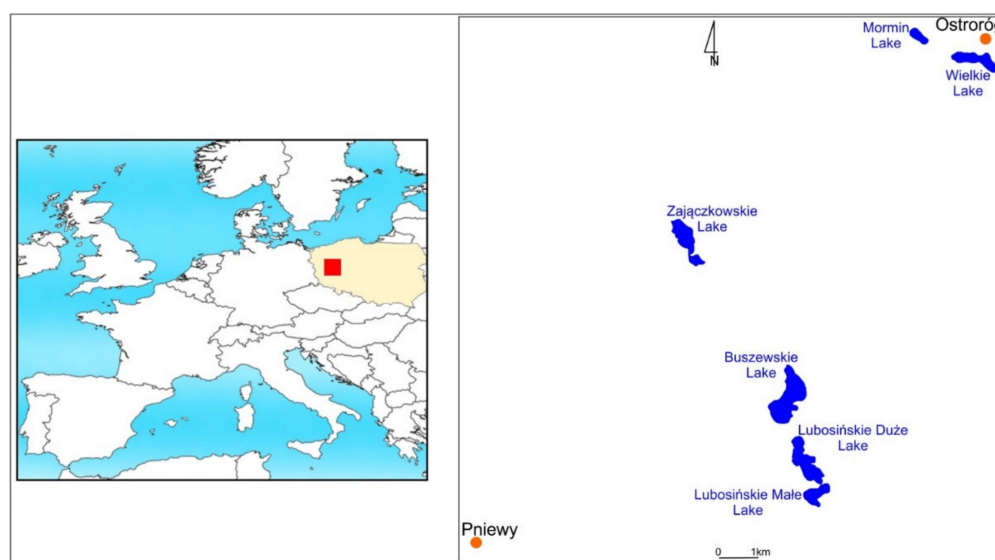 Mormin
Lake
Ostroróg
Wielkie
Lake
N
Zajączkowskie
Lake
Buszewskie
Lake
Lubosińskie Duże
Lake
Lubosińskie Małe
Lake
Pniewy
0 1km